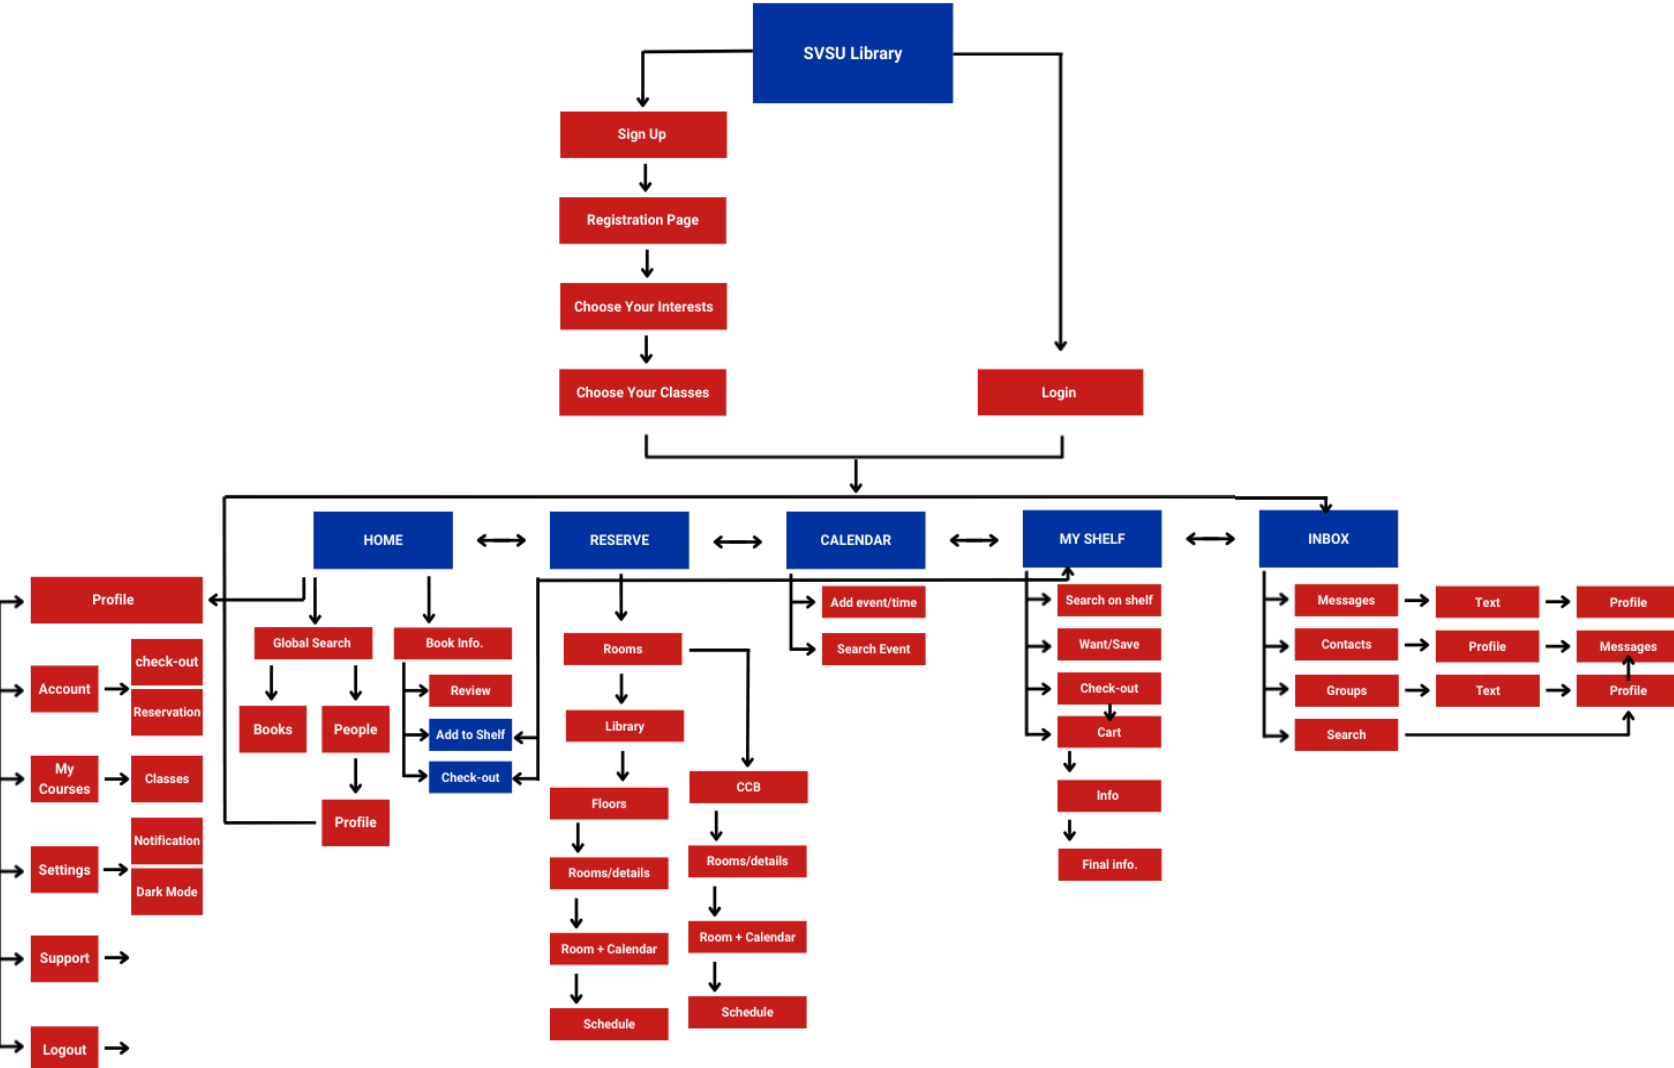 SVSU Library
Sign Up
Registration Page
Choose Your Interests
Choose Your Classes
Login
HOME
RESERVE
CALENDAR
MY SHELF
INBOX
Profile
Account
check-out
Reservation
My
Courses
Classes
Settings
Notification
Dark Mode
Support
Logout
Global Search
Books
People
Profile
Book Info.
Review
Add to Shelf
Check-out
Rooms
Library
Floors
Rooms/details
Room + Calendar
Schedule
CCB
Rooms/details
Room + Calendar
Schedule
Add event/time
Search Event
Search on shelf
Want/Save
Check-out
Cart
Info
Final info.
Messages
Text
Profile
Contacts
Profile
Messages
Groups
Text
Profile
Search